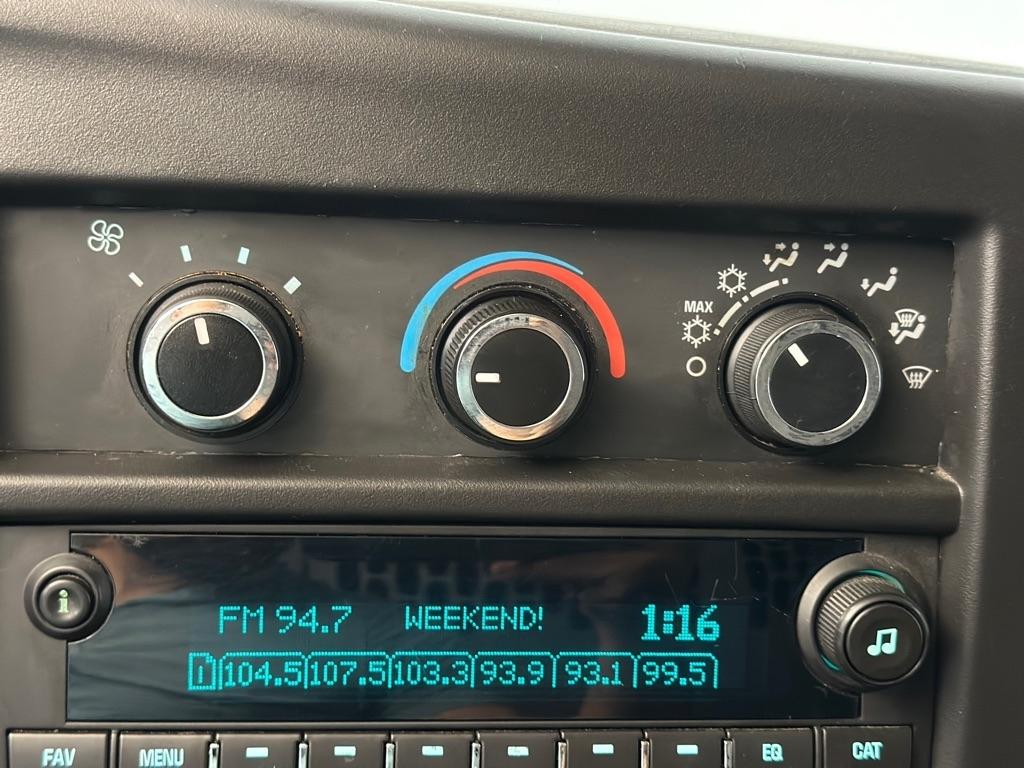 MAX
i
FM 94.7 WEEKEND! 1:16
104.5 107.5 103.3 93.9 93.1 99.5
FAV MENU EQ CAT